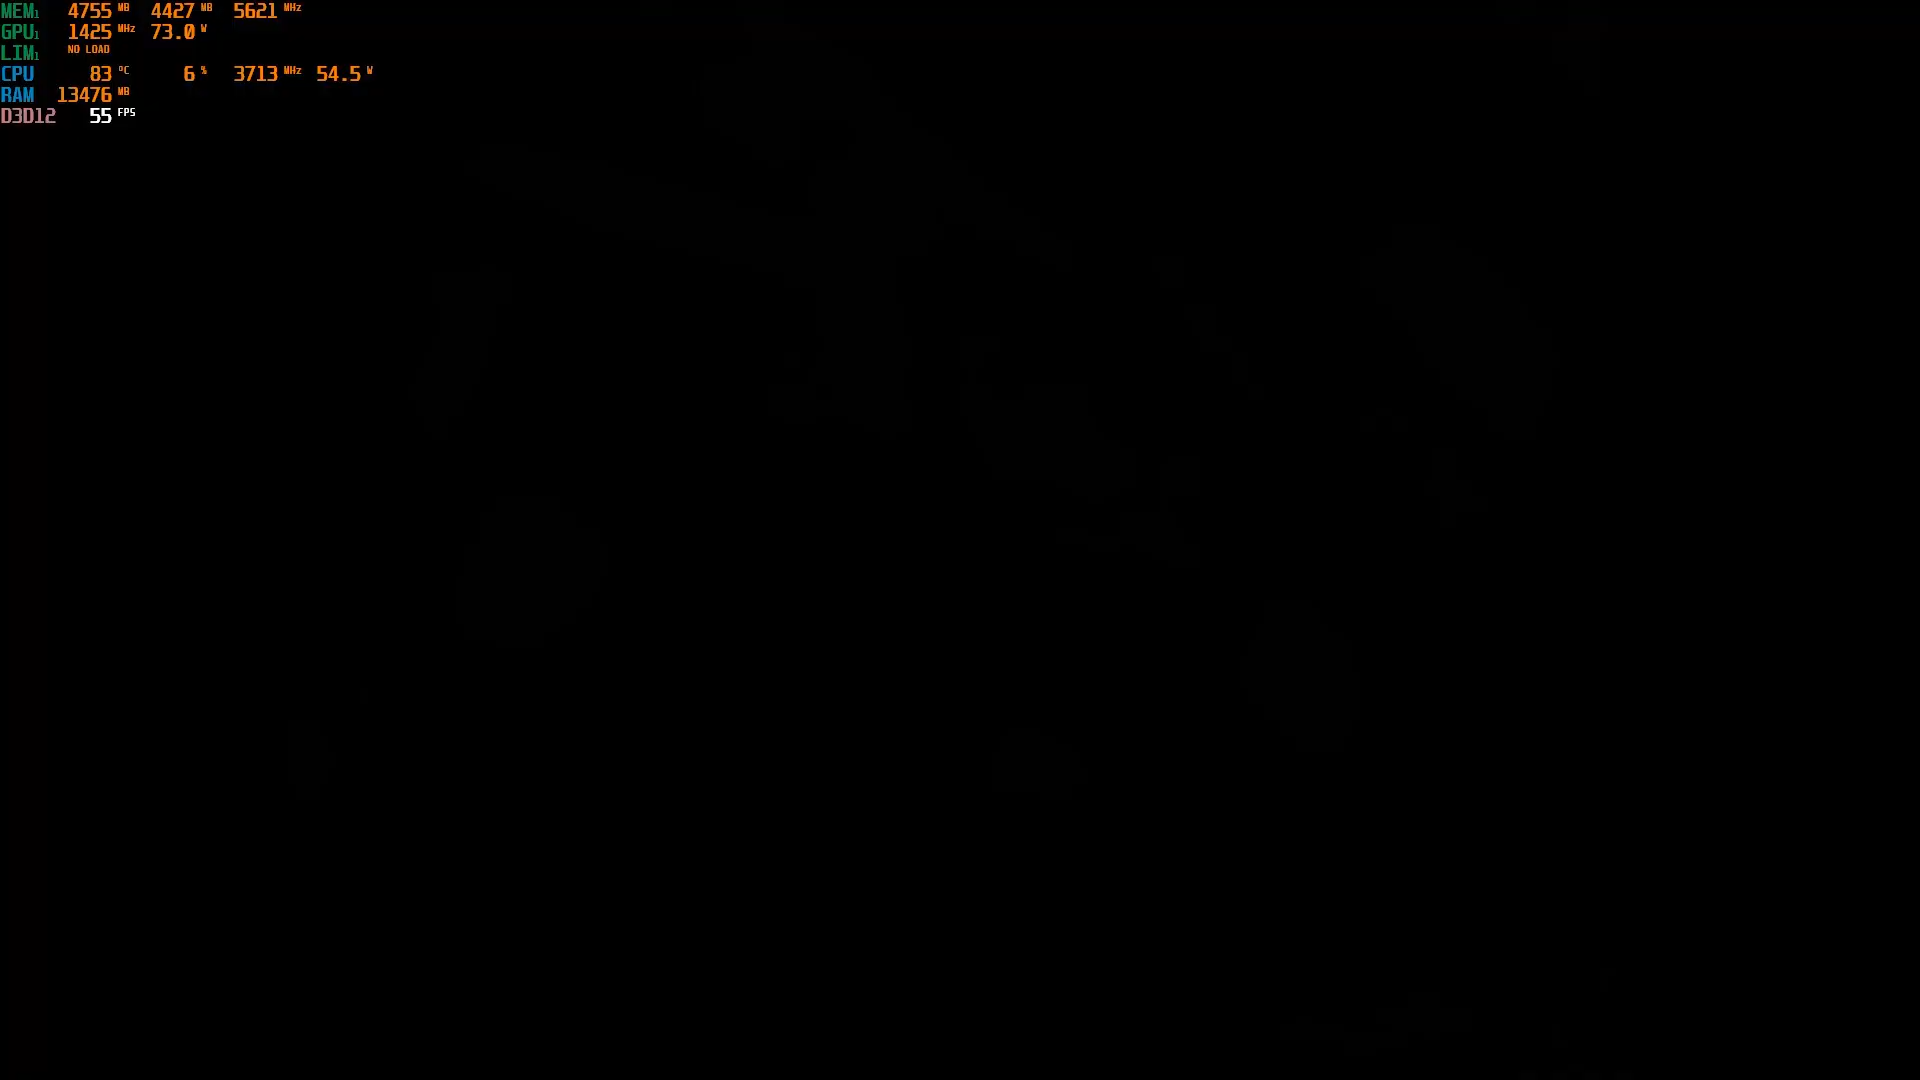 MEM1 4755 MB 4427 MB 5621 MHz
GPU1 1425 MHz 73.0 W
LIM1 NO LOAD
CPU 83 °C 6 % 3713 MHz 54.5 W
RAM 13476 MB
D3D12 55 FPS